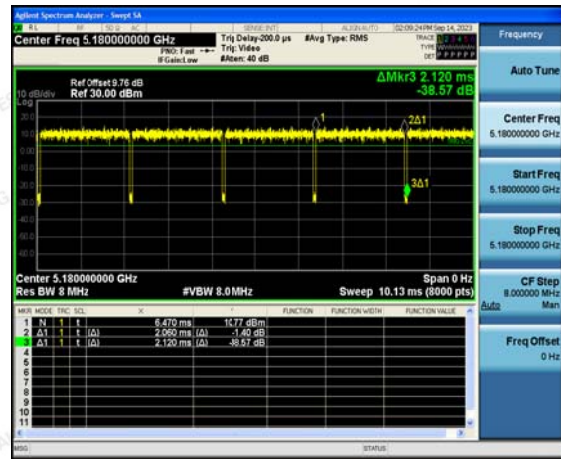 Agilent Spectrum Analyzer - Swept SA
RL RF 50 Ω AC SENSE:INT ALIGN AUTO 02:09:24 PM Sep 14, 2023
Center Freq 5.180000000 GHz
PNO: Fast
IFGain:Low
Trig Delay-200.0 µs
Trig: Video
#Atten: 40 dB
#Avg Type: RMS
TRACE
TYPE
DET P P P P P P
Frequency
Auto Tune
Center Freq
5.180000000 GHz
Start Freq
5.180000000 GHz
Stop Freq
5.180000000 GHz
CF Step
8.000000 MHz
Auto Man
Freq Offset
0 Hz
ΔMkr3 2.120 ms
-38.57 dB
Ref Offset 9.76 dB
10 dB/div Ref 30.00 dBm
Log
20.0
10.0
0.00
-10.0
-20.0
-30.0
-40.0
-50.0
-60.0
1
2Δ1
3Δ1
Center 5.180000000 GHz Span 0 Hz
Res BW 8 MHz #VBW 8.0MHz Sweep 10.13 ms (8000 pts)
MKR MODE TRC SCL X Y FUNCTION FUNCTION WIDTH FUNCTION VALUE
1 N 1 t 6.470 ms
2 Δ1 1 t (Δ) 2.060 ms (Δ) -1.40 dB
3 Δ1 1 t (Δ) 2.120 ms (Δ) -38.57 dB
4
5
6
7
8
9
10
11
MSG STATUS